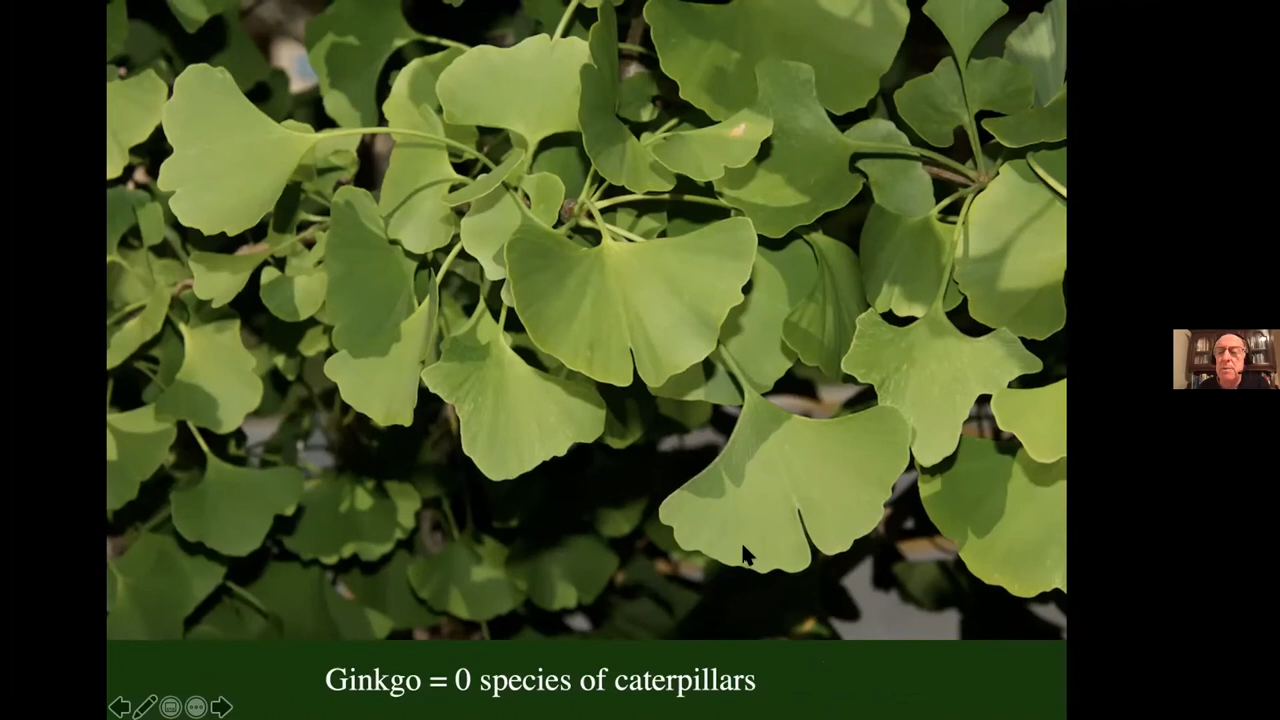 Ginkgo = 0 species of caterpillars